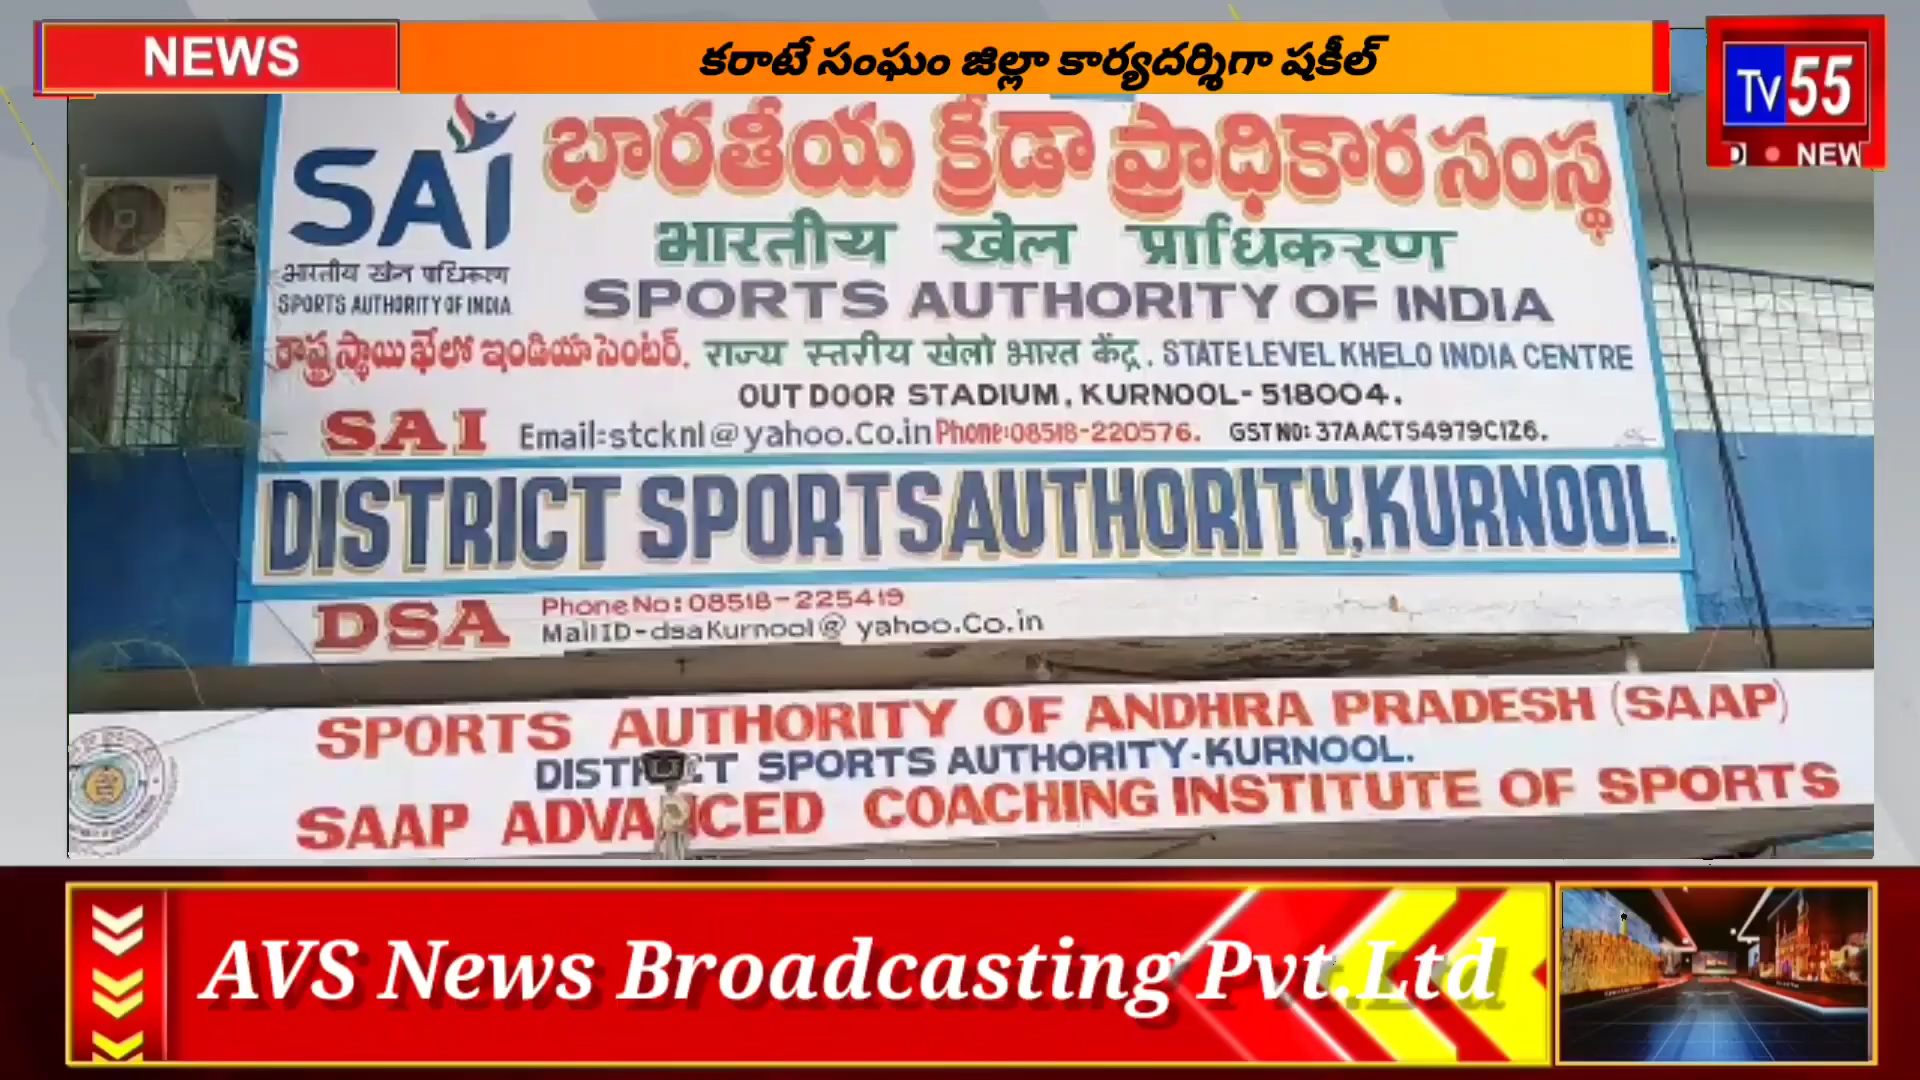 NEWS
కరాటే సంఘం జిల్లా కార్యదర్శిగా షకీల్
TV 55
NEW
SAI
భారతీయ క్రీడా ప్రాధికార సంస్థ
भारतीय खेल प्राधिकरण
SPORTS AUTHORITY OF INDIA
भारतीय खेल
SPORTS AUTHORITY OF INDIA
రాష్ట్ర స్థాయి ఖేలో ఇండియా సెంటర్. राज्य स्तरीय खेलो भारत केंद्र. STATE LEVEL KHELO INDIA CENTRE
OUT DOOR STADIUM, KURNOOL-518004.
SAI Email:stcknl@yahoo.Co.in Phone:08518-220576. GST NO: 37AACTS4979C1Z6.
DISTRICT SPORTS AUTHORITY, KURNOOL.
DSA Phone No: 08518-225419
Mail ID-dsaKurnool@yahoo.Co.in
SPORTS AUTHORITY OF ANDHRA PRADESH (SAAP)
DISTRICT SPORTS AUTHORITY-KURNOOL.
SAAP ADVANCED COACHING INSTITUTE OF SPORTS
AVS News Broadcasting Pvt.Ltd